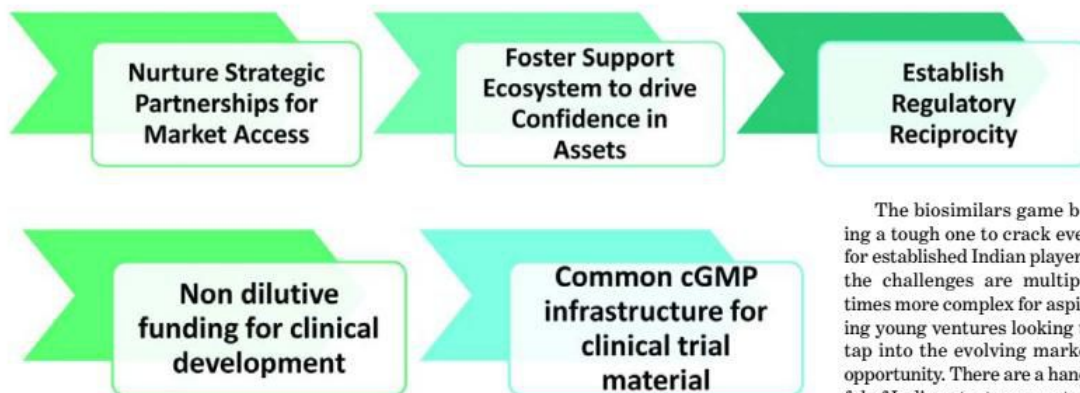 Nurture Strategic
Partnerships for
Market Access
Foster Support
Ecosystem to drive
Confidence in
Assets
Establish
Regulatory
Reciprocity
Non dilutive
funding for clinical
development
Common cGMP
infrastructure for
clinical trial
material
The biosimilars game b
ing a tough one to crack eve
for established Indian player
the challenges are multip
times more complex for aspi
ing young ventures looking
tap into the evolving marke
opportunity. There are a han